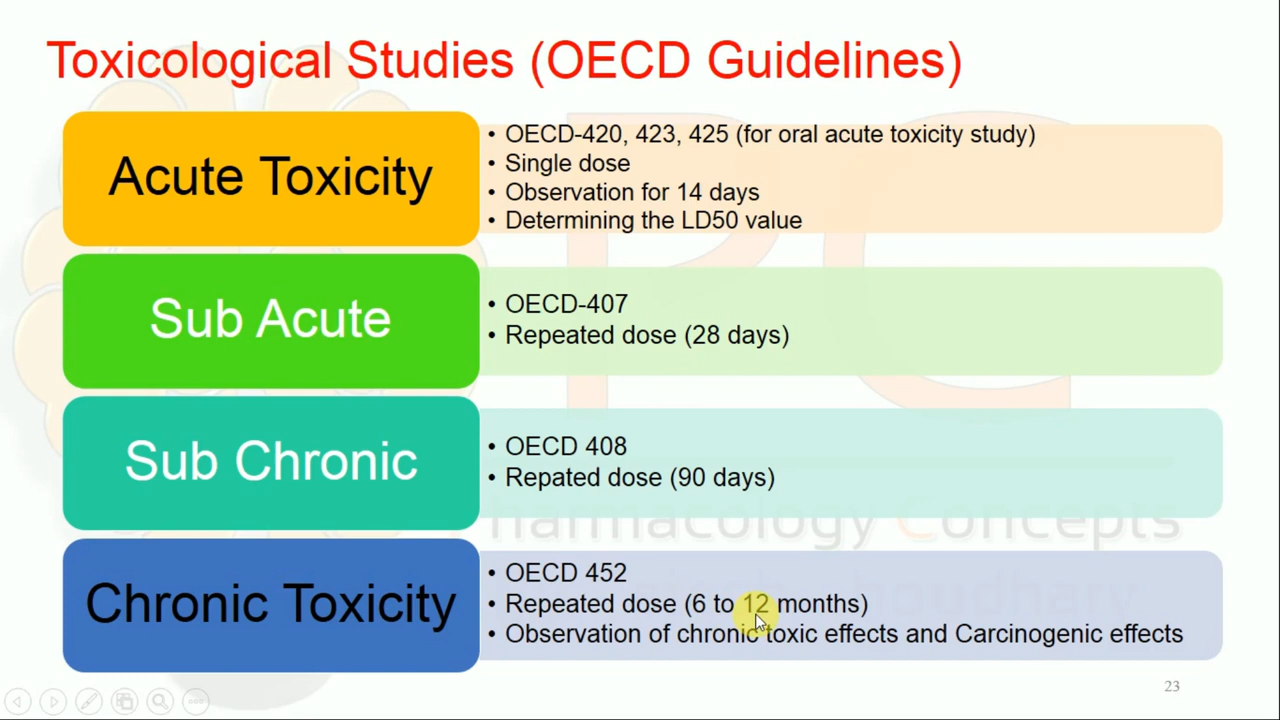 Toxicological Studies (OECD Guidelines)
Acute Toxicity
• OECD-420, 423, 425 (for oral acute toxicity study)
• Single dose
• Observation for 14 days
• Determining the LD50 value
Sub Acute
• OECD-407
• Repeated dose (28 days)
Sub Chronic
• OECD 408
• Repated dose (90 days)
Chronic Toxicity
• OECD 452
• Repeated dose (6 to 12 months)
• Observation of chronic toxic effects and Carcinogenic effects
PC
Pharmacology Concepts
23